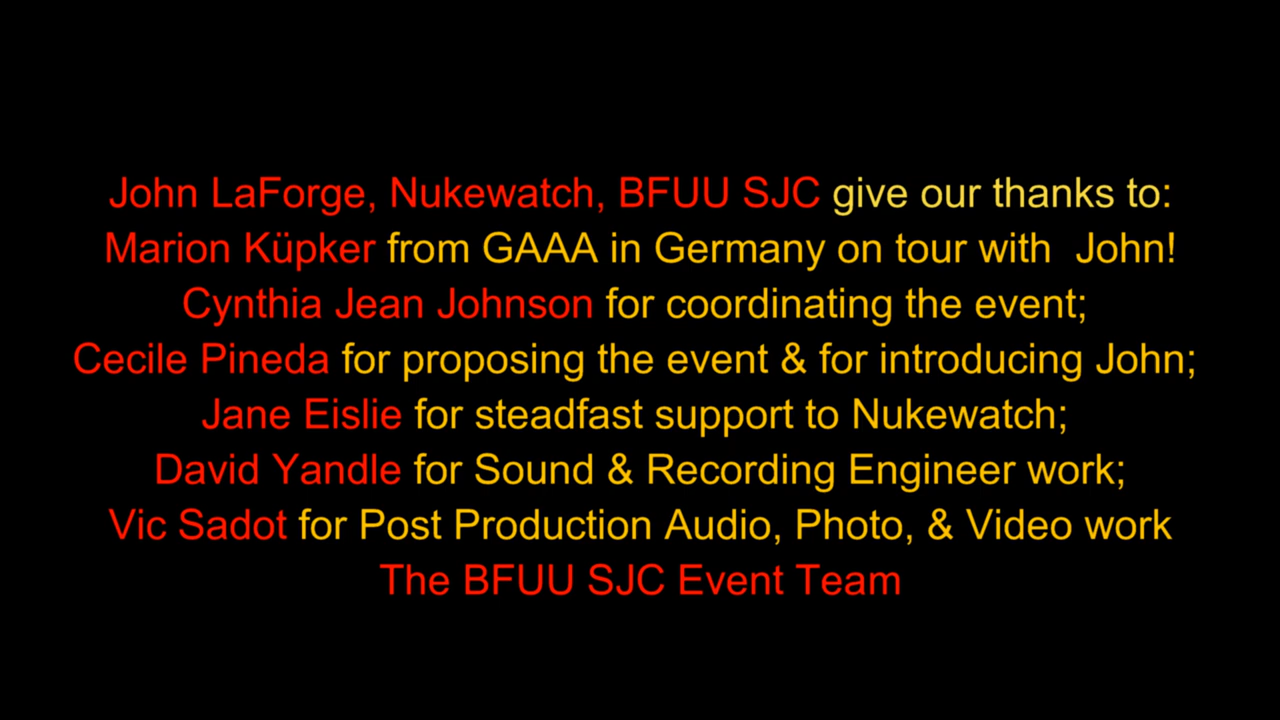 John LaForge, Nukewatch, BFUU SJC give our thanks to:
Marion Küpker from GAAA in Germany on tour with  John!
Cynthia Jean Johnson for coordinating the event;
Cecile Pineda for proposing the event & for introducing John;
Jane Eislie for steadfast support to Nukewatch;
David Yandle for Sound & Recording Engineer work;
Vic Sadot for Post Production Audio, Photo, & Video work
The BFUU SJC Event Team